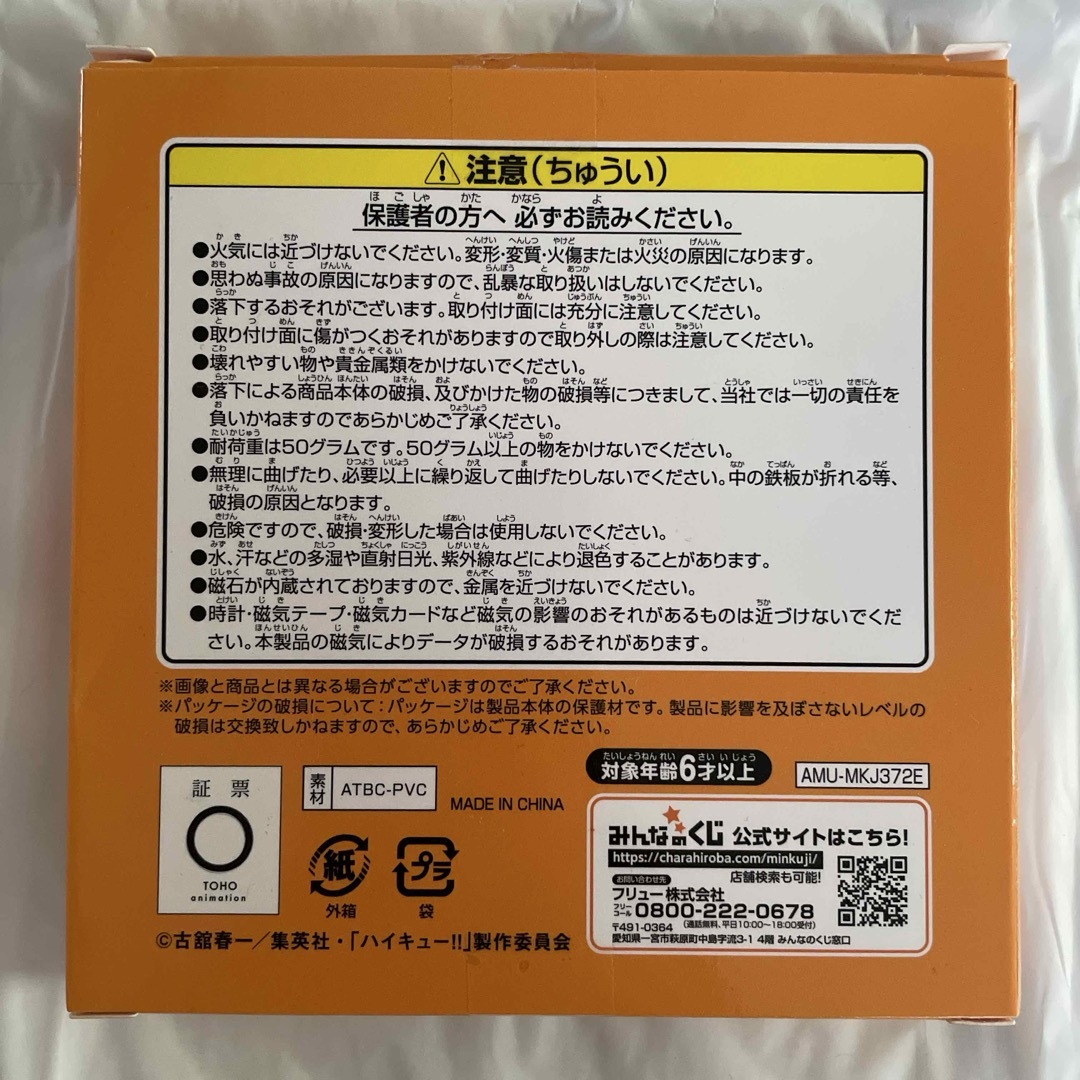 ⚠注意(ちゅうい)
保護者の方へ 必ずお読みください。
●火気には近づけないでください。変形・変質・火傷または火災の原因になります。
●思わぬ事故の原因になりますので、乱暴な取り扱いはしないでください。
●落下するおそれがございます。取り付け面には充分に注意してください。
●取り付け面に傷がつくおそれがありますので取り外しの際は注意してください。
●壊れやすい物や貴金属類をかけないでください。
●落下による商品本体の破損、及びかけた物の破損等につきまして、当社では一切の責任を
負いかねますのであらかじめご了承ください。
●耐荷重は50グラムです。50グラム以上の物をかけないでください。
●無理に曲げたり、必要以上に繰り返して曲げたりしないでください。中の鉄板が折れる等、
破損の原因となります。
●危険ですので、破損・変形した場合は使用しないでください。
●水、汗などの多湿や直射日光、紫外線などにより退色することがあります。
●磁石が内蔵されておりますので、金属を近づけないでください。
●時計・磁気テープ・磁気カードなど磁気の影響のおそれがあるものは近づけないでくだ
さい。本製品の磁気によりデータが破損するおそれがあります。
※画像と商品とは異なる場合がございますのでご了承ください。
※パッケージの破損について:パッケージは製品本体の保護材です。製品に影響を及ぼさないレベルの
破損は交換致しかねますので、あらかじめご了承ください。
証票
TOHO
animation
素材
ATBC-PVC
MADE IN CHINA
紙
外箱
プラ
袋
©古舘春一/集英社・「ハイキュー!!」製作委員会
対象年齢6才以上
AMU-MKJ372E
みんなのくじ 公式サイトはこちら!
https://charahiroba.com/minkuji/
店舗検索も可能!
お問い合わせ先
フリュー株式会社
フリーコール 0800-222-0678
〒491-0364 (通話無料、平日10:00〜18:00受付)
愛知県一宮市萩原町中島字流3-1 4階 みんなのくじ窓口